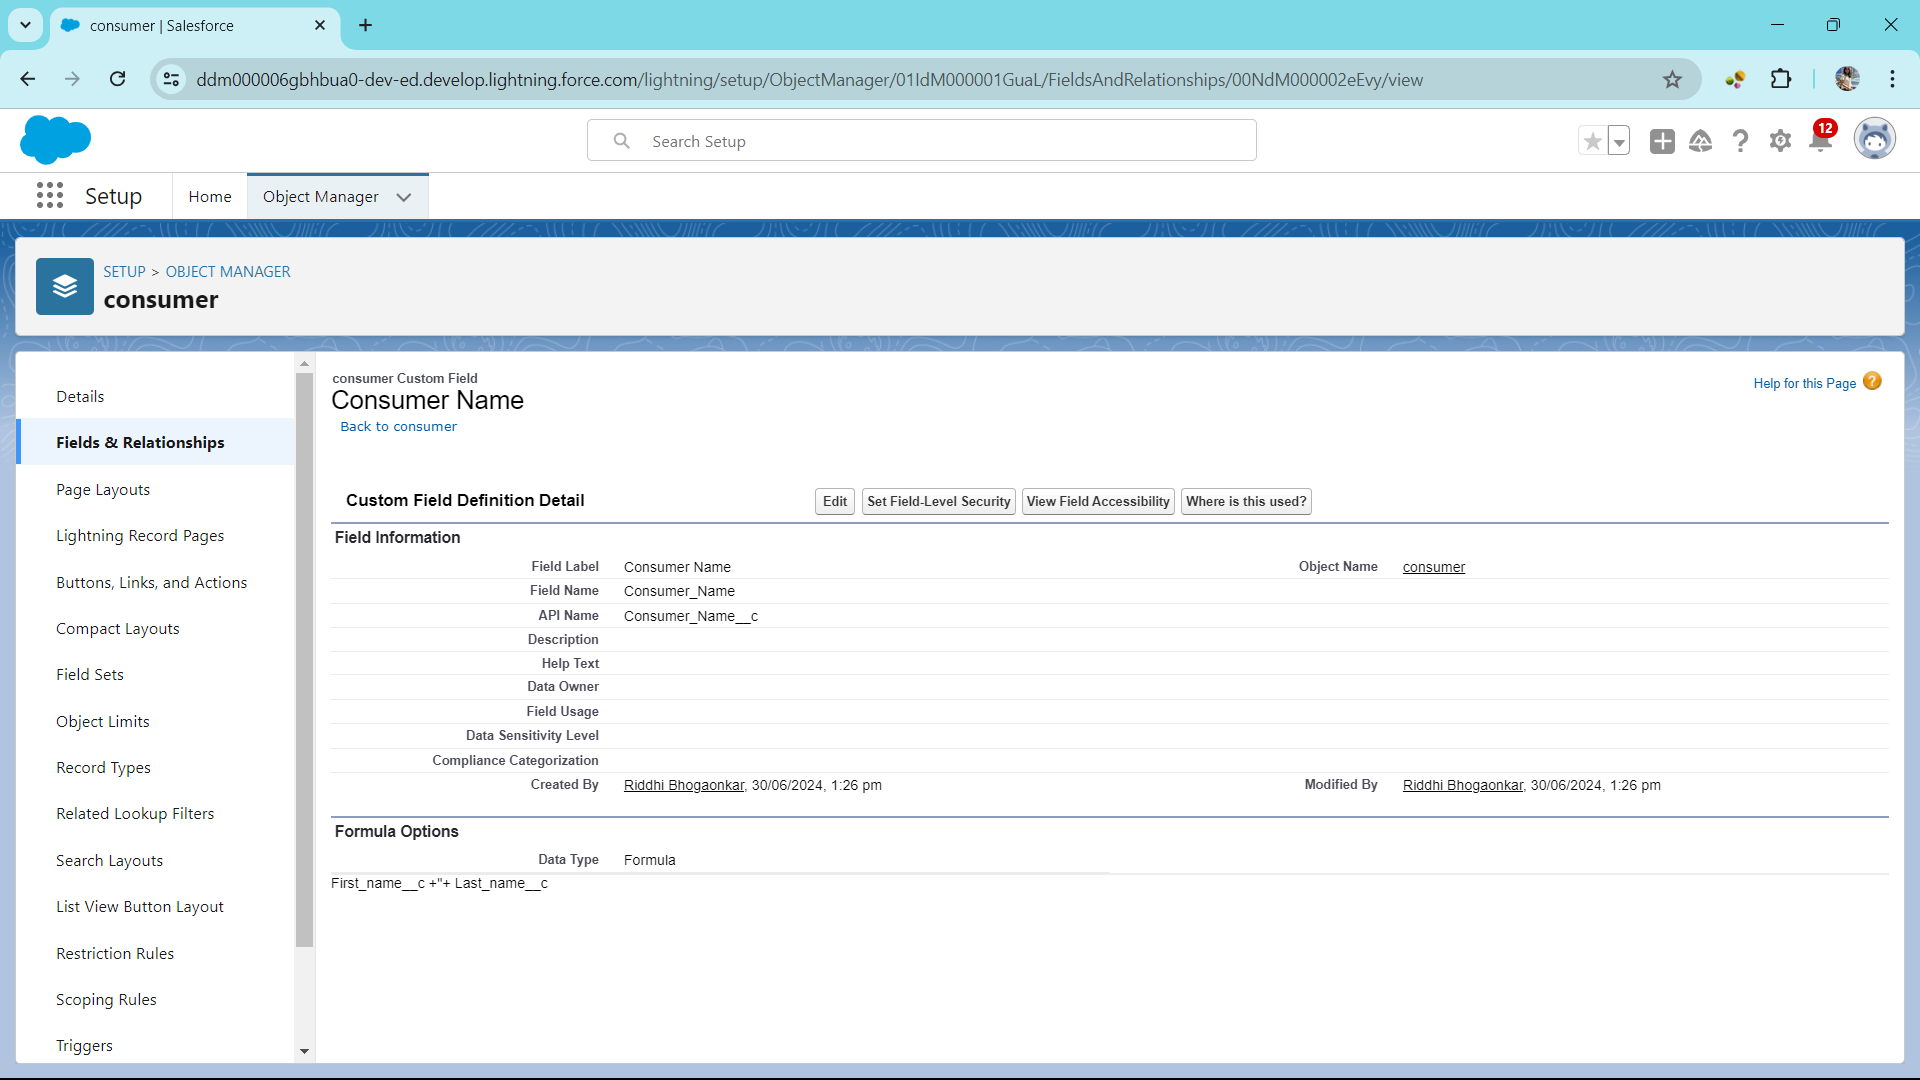 consumer | Salesforce
ddm000006gbhbua0-dev-ed.develop.lightning.force.com/lightning/setup/ObjectManager/01IdM000001GuaL/FieldsAndRelationships/00NdM000002eEvy/view
Search Setup
12
Setup
Home
Object Manager
SETUP > OBJECT MANAGER
consumer
Details
Fields & Relationships
Page Layouts
Lightning Record Pages
Buttons, Links, and Actions
Compact Layouts
Field Sets
Object Limits
Record Types
Related Lookup Filters
Search Layouts
List View Button Layout
Restriction Rules
Scoping Rules
Triggers
consumer Custom Field
Consumer Name
Back to consumer
Help for this Page ?
Custom Field Definition Detail
Edit
Set Field-Level Security
View Field Accessibility
Where is this used?
Field Information
Field Label Consumer Name Object Name consumer
Field Name Consumer_Name
API Name Consumer_Name__c
Description
Help Text
Data Owner
Field Usage
Data Sensitivity Level
Compliance Categorization
Created By Riddhi Bhogaonkar, 30/06/2024, 1:26 pm Modified By Riddhi Bhogaonkar, 30/06/2024, 1:26 pm
Formula Options
Data Type Formula
First_name__c +''+ Last_name__c